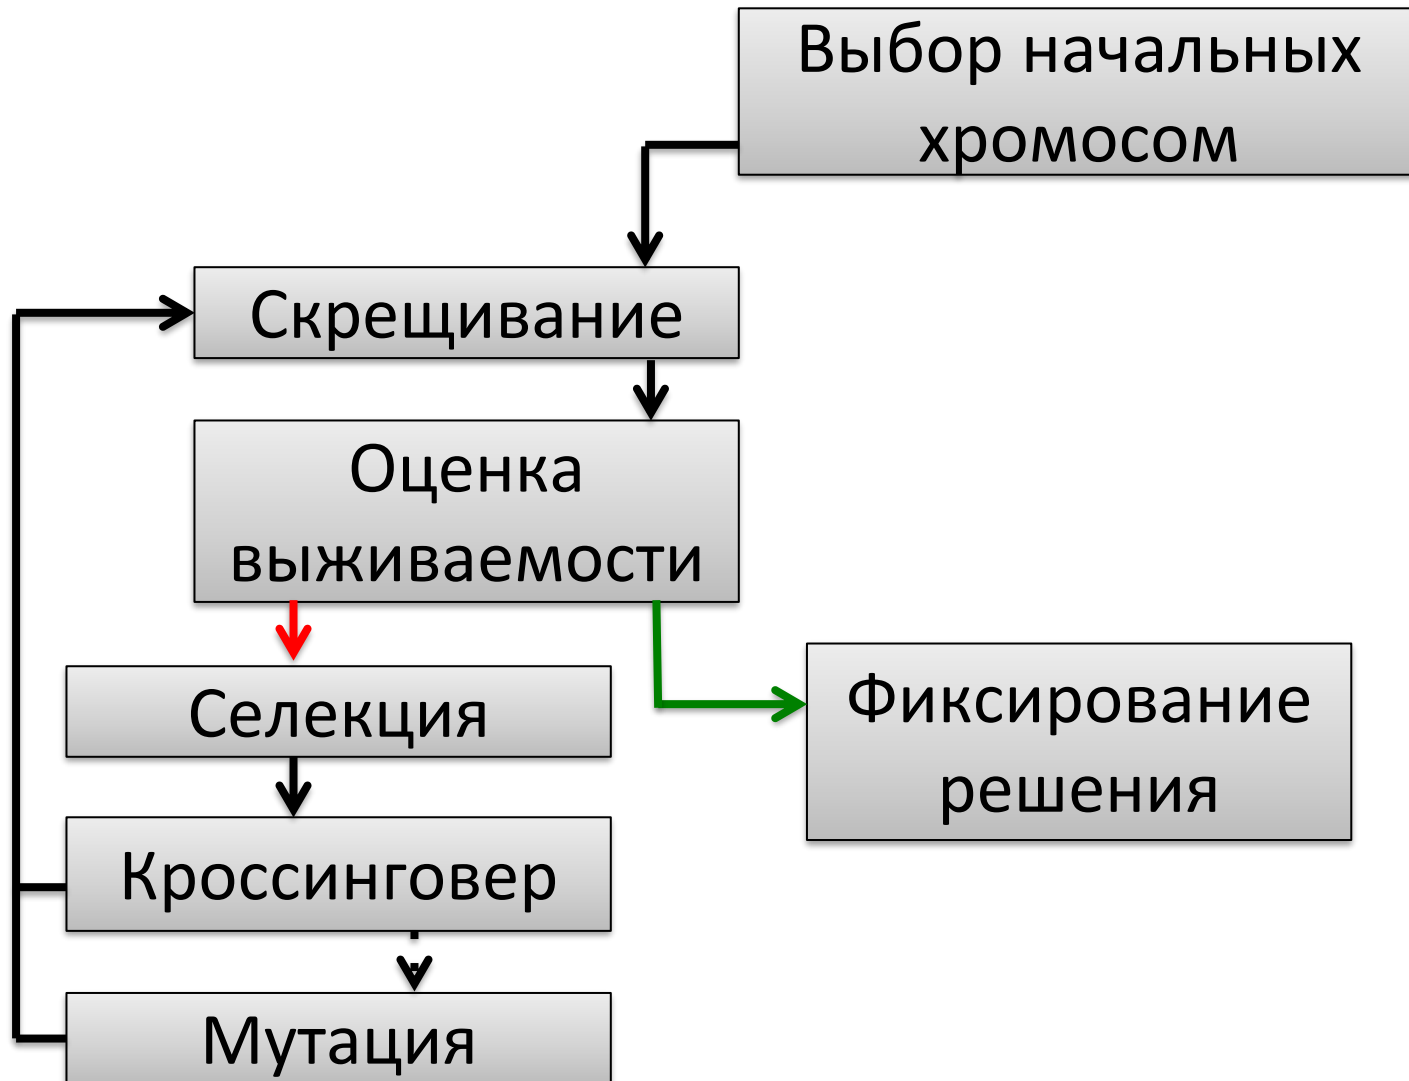 Выбор начальных
хромосом
Скрещивание
Оценка
выживаемости
Селекция
Фиксирование
решения
Кроссинговер
Мутация